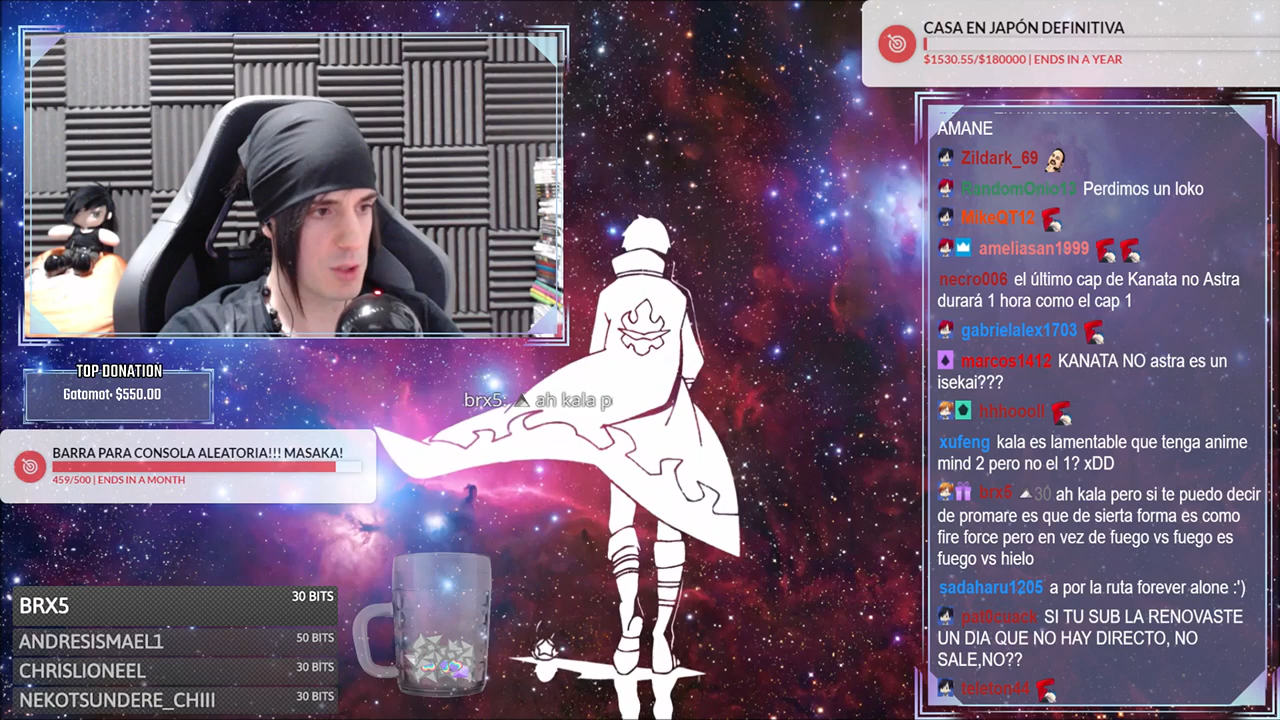 CASA EN JAPÓN DEFINITIVA
$1530.55/$180000 | ENDS IN A YEAR
AMANE
Zildark_69
RandomOnio12 Perdimos un loko
MikeQT12
ameliasan1999
necro006 el último cap de Kanata no Astra
durará 1 hora como el cap 1
gabrielalex1703
marcos1412 KANATA NO astra es un
isekai???
hhhoooll
xufeng kala es lamentable que tenga anime
mind 2 pero no el 1? xDD
brx5 30 ah kala pero si te puedo decir
de promare es que de sierta forma es como
fire force pero en vez de fuego vs fuego es
fuego vs hielo
sadaharu1205 a por la ruta forever alone :')
pat0cuack SI TU SUB LA RENOVASTE
UN DIA QUE NO HAY DIRECTO, NO
SALE,NO??
teleton44
TOP DONATION
Gatomat: $550.00
brx5: ah kala p
BARRA PARA CONSOLA ALEATORIA!!! MASAKA!
459/500 | ENDS IN A MONTH
BRX5 30 BITS
ANDRESISMAEL1 50 BITS
CHRISLIONEEL 30 BITS
NEKOTSUNDERE_CHIII 30 BITS